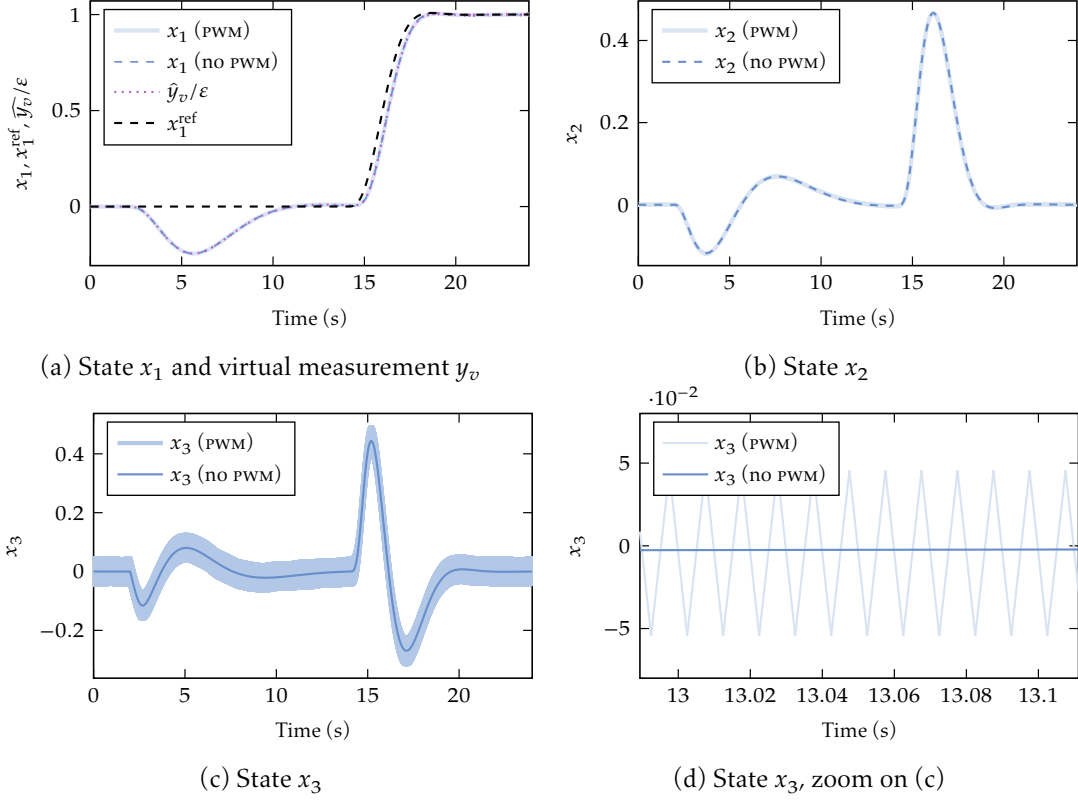 1
0.5
0
x₁, x₁ʳᵉᶠ, ŷᵥ/ε
x₁ (PWM)
x₁ (no PWM)
ŷᵥ/ε
x₁ʳᵉᶠ
0 5 10 15 20
Time (s)
(a) State x₁ and virtual measurement yᵥ
0.4
0.2
0
x₂
x₂ (PWM)
x₂ (no PWM)
0 5 10 15 20
Time (s)
(b) State x₂
0.4
0.2
0
−0.2
x₃
x₃ (PWM)
x₃ (no PWM)
0 5 10 15 20
Time (s)
(c) State x₃
·10⁻²
5
0
−5
x₃
x₃ (PWM)
x₃ (no PWM)
13 13.02 13.04 13.06 13.08 13.1
Time (s)
(d) State x₃, zoom on (c)